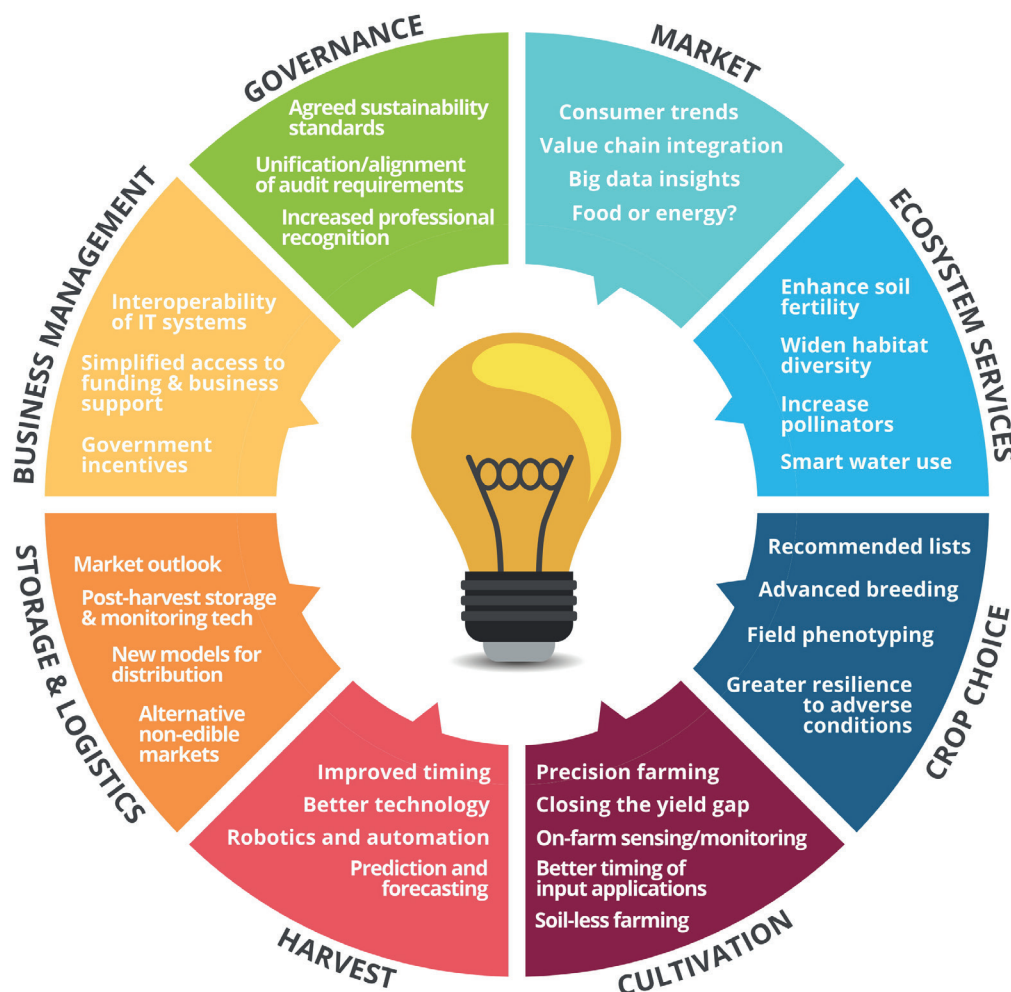 GOVERNANCE
Agreed sustainability
standards
Unification/alignment
of audit requirements
Increased professional
recognition
MARKET
Consumer trends
Value chain integration
Big data insights
Food or energy?
ECOSYSTEM SERVICES
Enhance soil
fertility
Widen habitat
diversity
Increase
pollinators
Smart water use
CROP CHOICE
Recommended lists
Advanced breeding
Field phenotyping
Greater resilience
to adverse
conditions
CULTIVATION
Precision farming
Closing the yield gap
On-farm sensing/monitoring
Better timing of
input applications
Soil-less farming
HARVEST
Improved timing
Better technology
Robotics and automation
Prediction and
forecasting
STORAGE & LOGISTICS
Market outlook
Post-harvest storage
& monitoring tech
New models for
distribution
Alternative
non-edible
markets
BUSINESS MANAGEMENT
Interoperability
of IT systems
Simplified access to
funding & business
support
Government
incentives